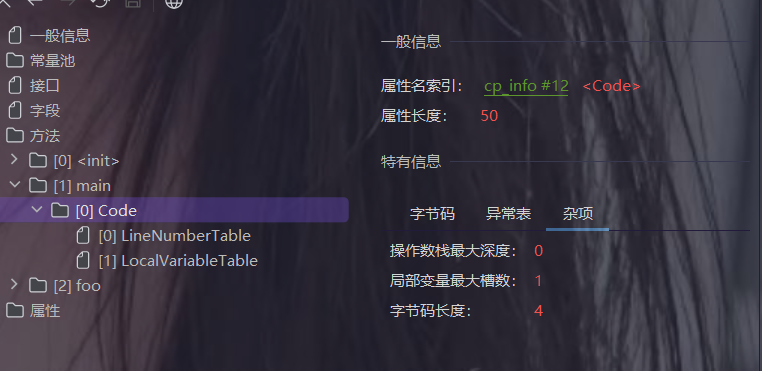 一般信息
常量池
接口
字段
方法
[0] <init>
[1] main
[0] Code
[0] LineNumberTable
[1] LocalVariableTable
[2] foo
属性
一般信息
属性名索引： cp_info #12 <Code>
属性长度： 50
特有信息
字节码 异常表 杂项
操作数栈最大深度： 0
局部变量最大槽数： 1
字节码长度： 4